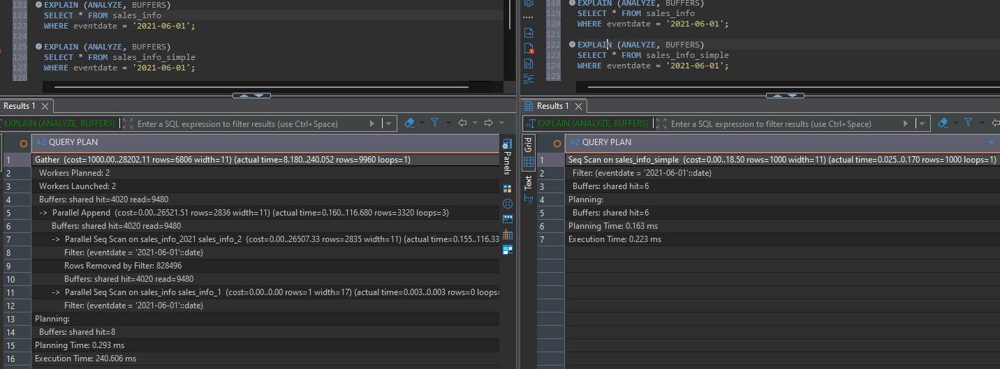 121 EXPLAIN (ANALYZE, BUFFERS)
122 SELECT * FROM sales_info
123 WHERE eventdate = '2021-06-01';
124
125 EXPLAIN (ANALYZE, BUFFERS)
126 SELECT * FROM sales_info_simple
127 WHERE eventdate = '2021-06-01';
128
Results 1
EXPLAIN (ANALYZE, BUFFERS)
Enter a SQL expression to filter results (use Ctrl+Space)
A-Z QUERY PLAN
1 Gather (cost=1000.00..28202.11 rows=6806 width=11) (actual time=8.180..240.052 rows=9960 loops=1)
2 Workers Planned: 2
3 Workers Launched: 2
4 Buffers: shared hit=4020 read=9480
5 -> Parallel Append (cost=0.00..26521.51 rows=2836 width=11) (actual time=0.160..116.680 rows=3320 loops=3)
6 Buffers: shared hit=4020 read=9480
7 -> Parallel Seq Scan on sales_info_2021 sales_info_2 (cost=0.00..26507.33 rows=2835 width=11) (actual time=0.155..116.33
8 Filter: (eventdate = '2021-06-01'::date)
9 Rows Removed by Filter: 828496
10 Buffers: shared hit=4020 read=9480
11 -> Parallel Seq Scan on sales_info sales_info_1 (cost=0.00..0.00 rows=1 width=17) (actual time=0.003..0.003 rows=0 loops=
12 Filter: (eventdate = '2021-06-01'::date)
13 Planning:
14 Buffers: shared hit=8
15 Planning Time: 0.293 ms
16 Execution Time: 240.606 ms
Panels
118 EXPLAIN (ANALYZE, BUFFERS)
119 SELECT * FROM sales_info
120 WHERE eventdate = '2021-06-01';
121
122 EXPLAIN (ANALYZE, BUFFERS)
123 SELECT * FROM sales_info_simple
124 WHERE eventdate = '2021-06-01';
125
Results 1
EXPLAIN (ANALYZE, BUFFERS)
Enter a SQL expression to filter results (use Ctrl+Space)
Grid
Text
A-Z QUERY PLAN
1 Seq Scan on sales_info_simple (cost=0.00..18.50 rows=1000 width=11) (actual time=0.025..0.170 rows=1000 loops=1)
2 Filter: (eventdate = '2021-06-01'::date)
3 Buffers: shared hit=6
4 Planning:
5 Buffers: shared hit=6
6 Planning Time: 0.163 ms
7 Execution Time: 0.223 ms